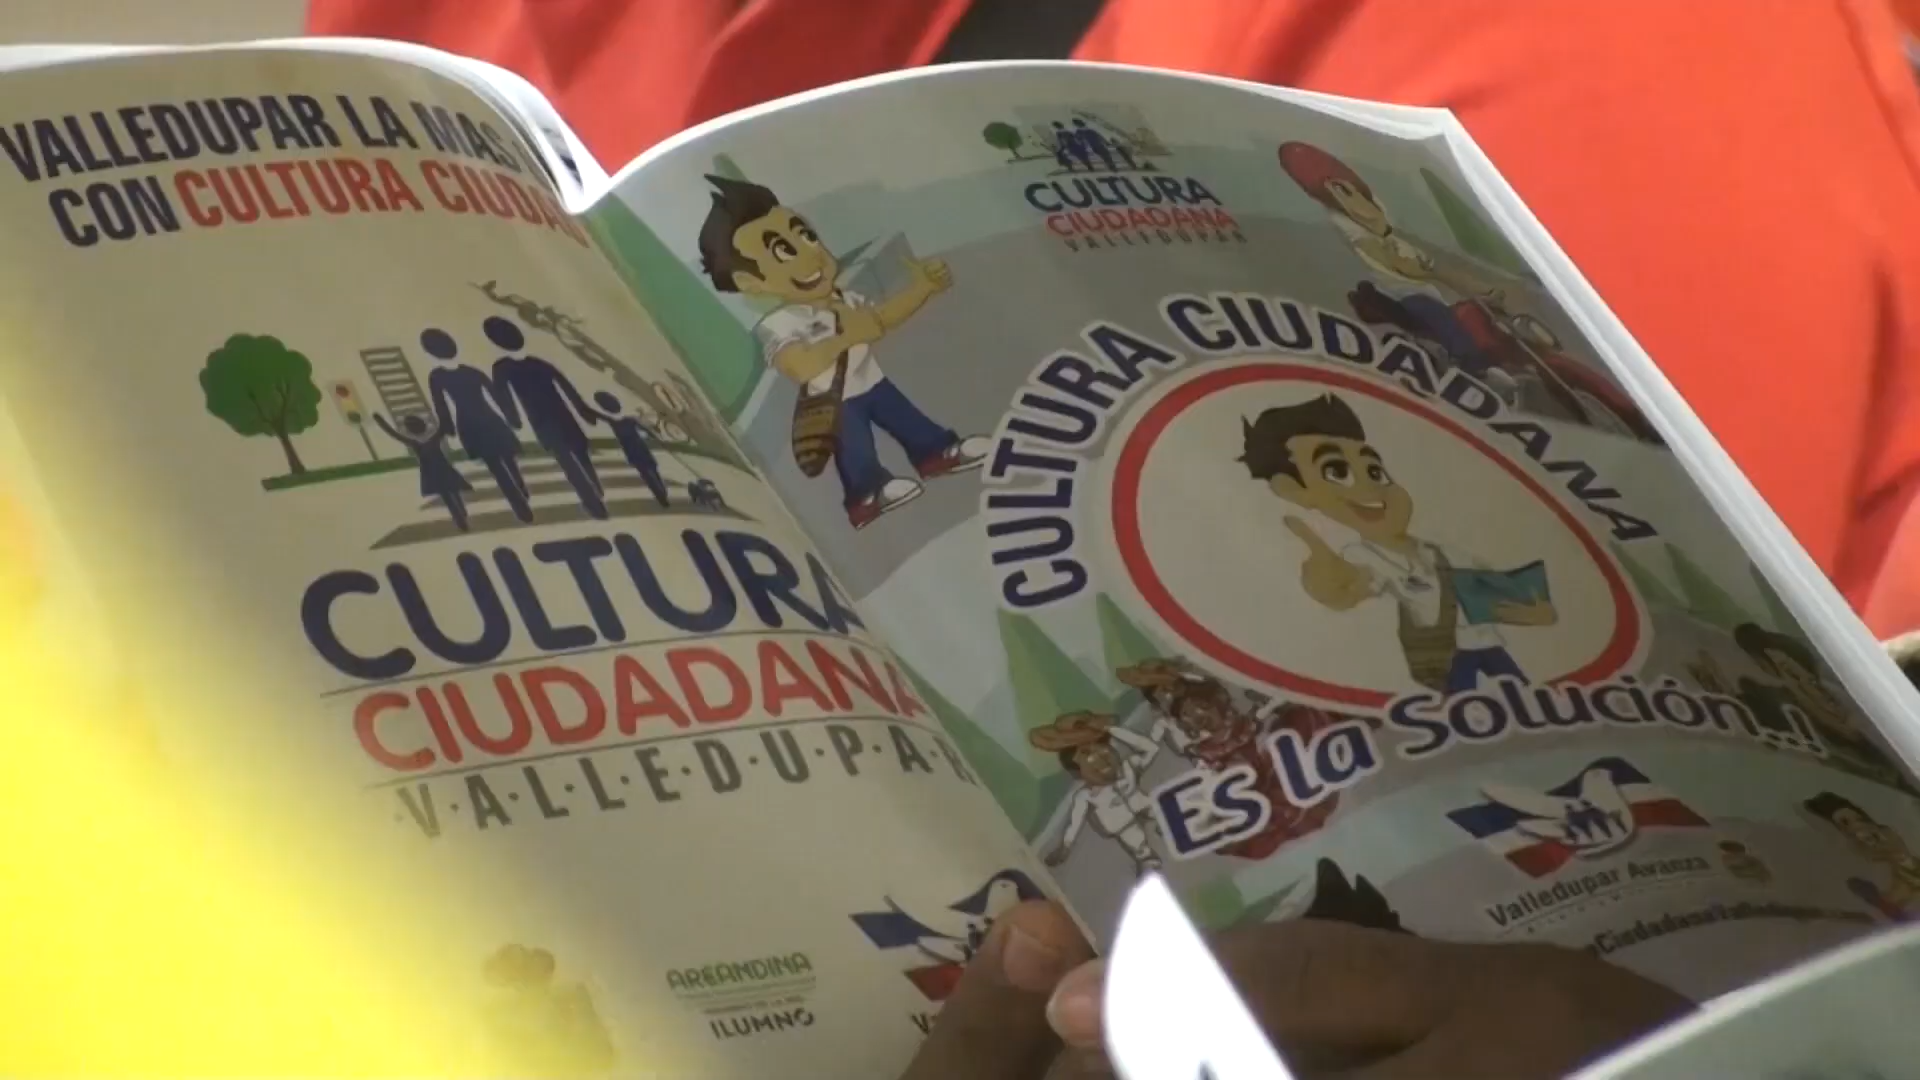 VALLEDUPAR LA MAS
CON CULTURA CIUDA
CULTURA
CIUDADANA
V·A·L·L·E·D·U·P·A·R
AREANDINA
ILUMNO
CULTURA
CIUDADANA
VALLEDUPAR
CULTURA CIUDADANA
Es la Solución..!
Valledupar Avanza